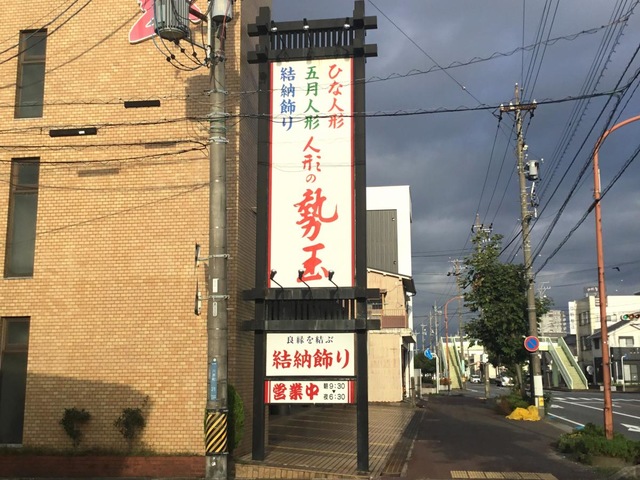 ひな人形
五月人形
結納飾り
人形の
勢玉
良縁を結ぶ
結納飾り
営業中
朝9:30
夜6:30